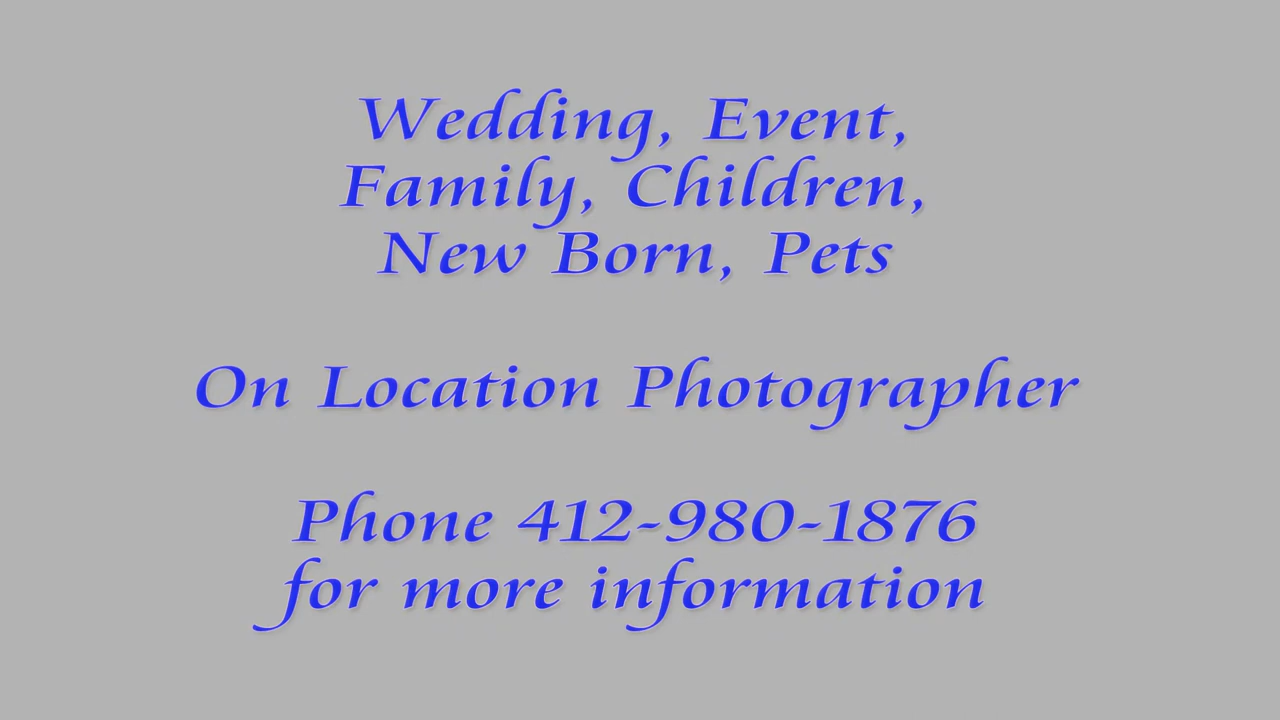 Wedding, Event,
Family, Children,
New Born, Pets
On Location Photographer
Phone 412-980-1876
for more information